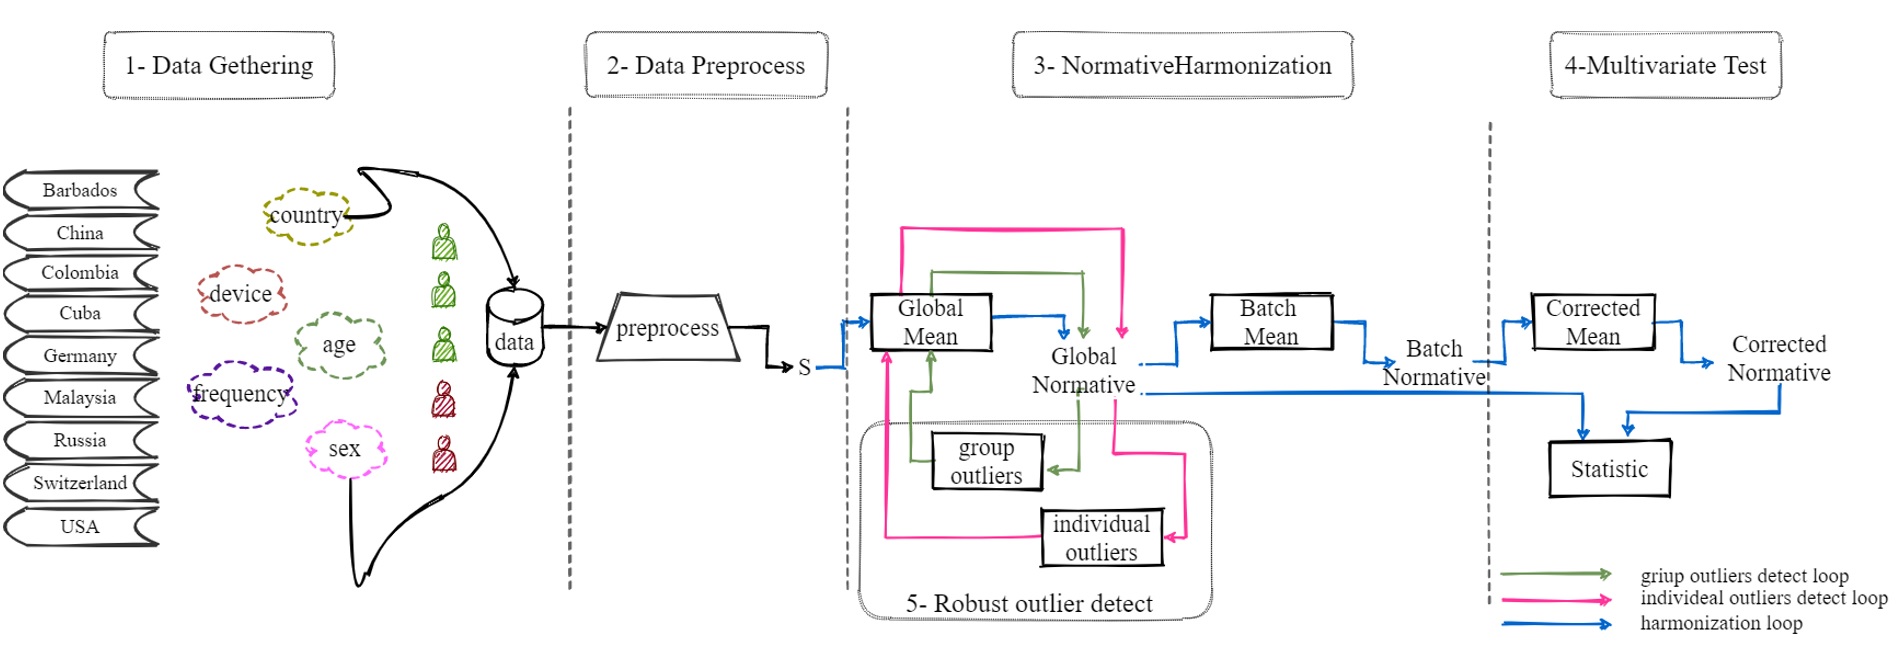 1- Data Gethering
2- Data Preprocess
3- NormativeHarmonization
4-Multivariate Test
Barbados
China
Colombia
Cuba
Germany
Malaysia
Russia
Switzerland
USA
country
device
age
frequency
sex
data
preprocess
S
Global
Mean
Global
Normative
Batch
Mean
Batch
Normative
Corrected
Mean
Corrected
Normative
Statistic
group
outliers
individual
outliers
5- Robust outlier detect
griup outliers detect loop
individeal outliers detect loop
harmonization loop